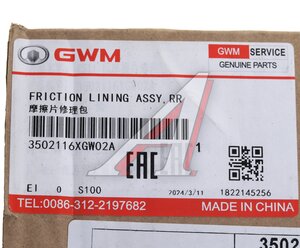 GWM
GWM SERVICE
GENUINE PARTS
FRICTION LINING ASSY, RR
摩擦片修理包
3502116XGW02A 1
EAC
EI 0 S100 2024/3/11 1822145256
TEL:0086-312-2197682 MADE IN CHINA
3502